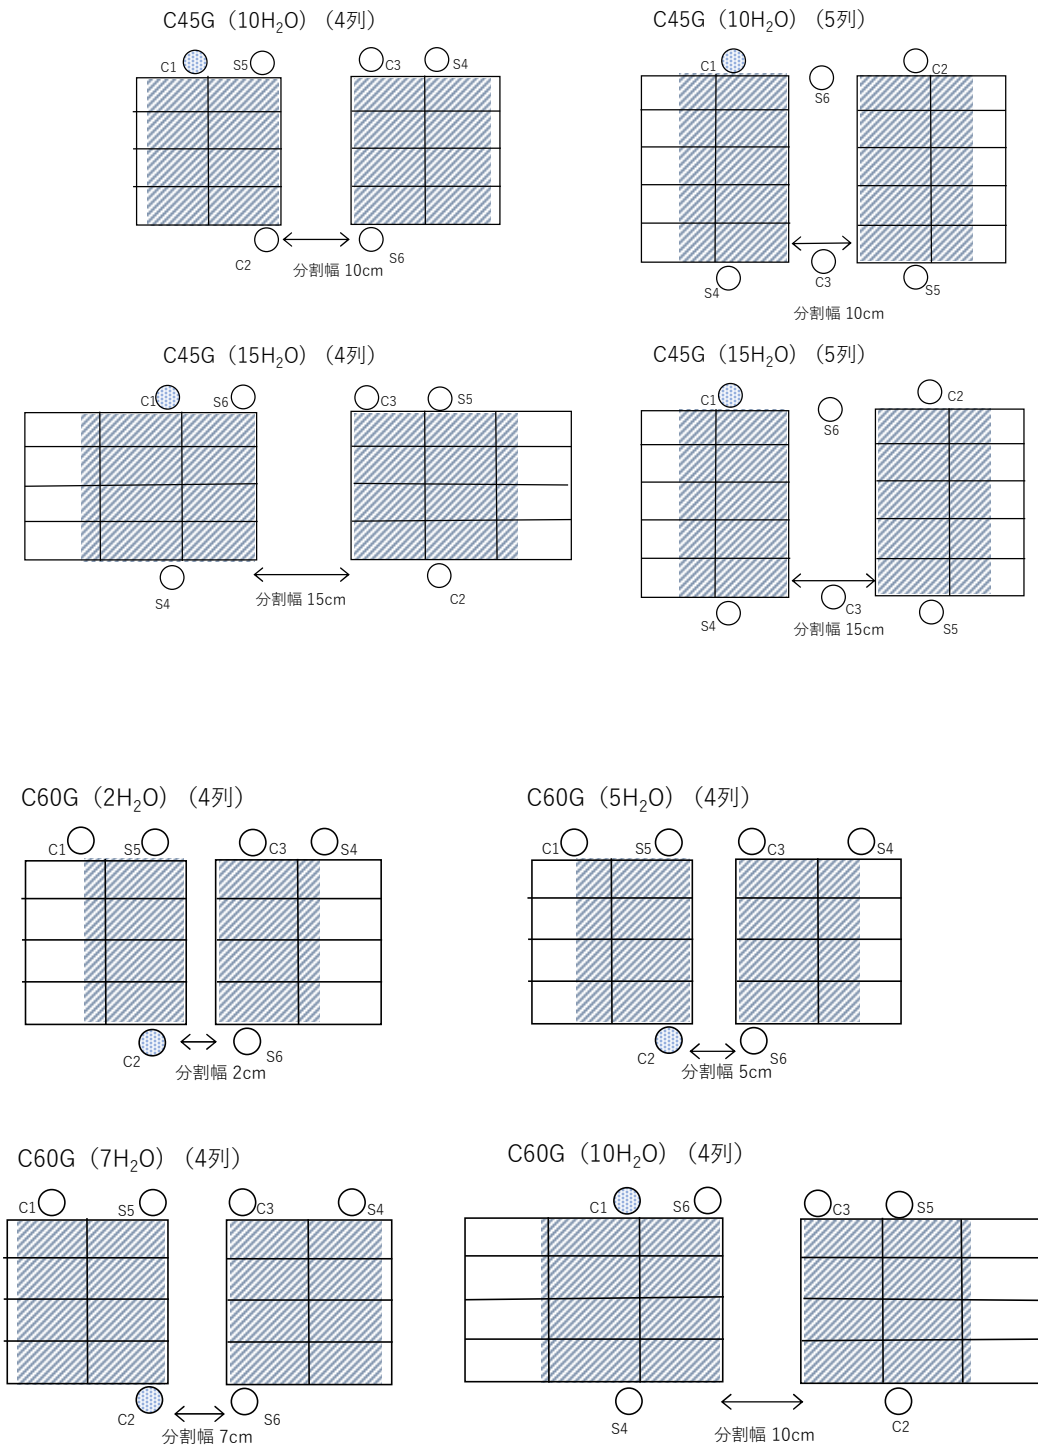 C45G（10H₂O）（4列）
C1
S5
C3
S4
C2
S6
分割幅 10cm
C45G（10H₂O）（5列）
C1
S6
C2
S4
C3
S5
分割幅 10cm
C45G（15H₂O）（4列）
C1
S6
C3
S5
S4
C2
分割幅 15cm
C45G（15H₂O）（5列）
C1
S6
C2
S4
C3
S5
分割幅 15cm
C60G（2H₂O）（4列）
C1
S5
C3
S4
C2
S6
分割幅 2cm
C60G（5H₂O）（4列）
C1
S5
C3
S4
C2
S6
分割幅 5cm
C60G（7H₂O）（4列）
C1
S5
C3
S4
C2
S6
分割幅 7cm
C60G（10H₂O）（4列）
C1
S6
C3
S5
S4
C2
分割幅 10cm